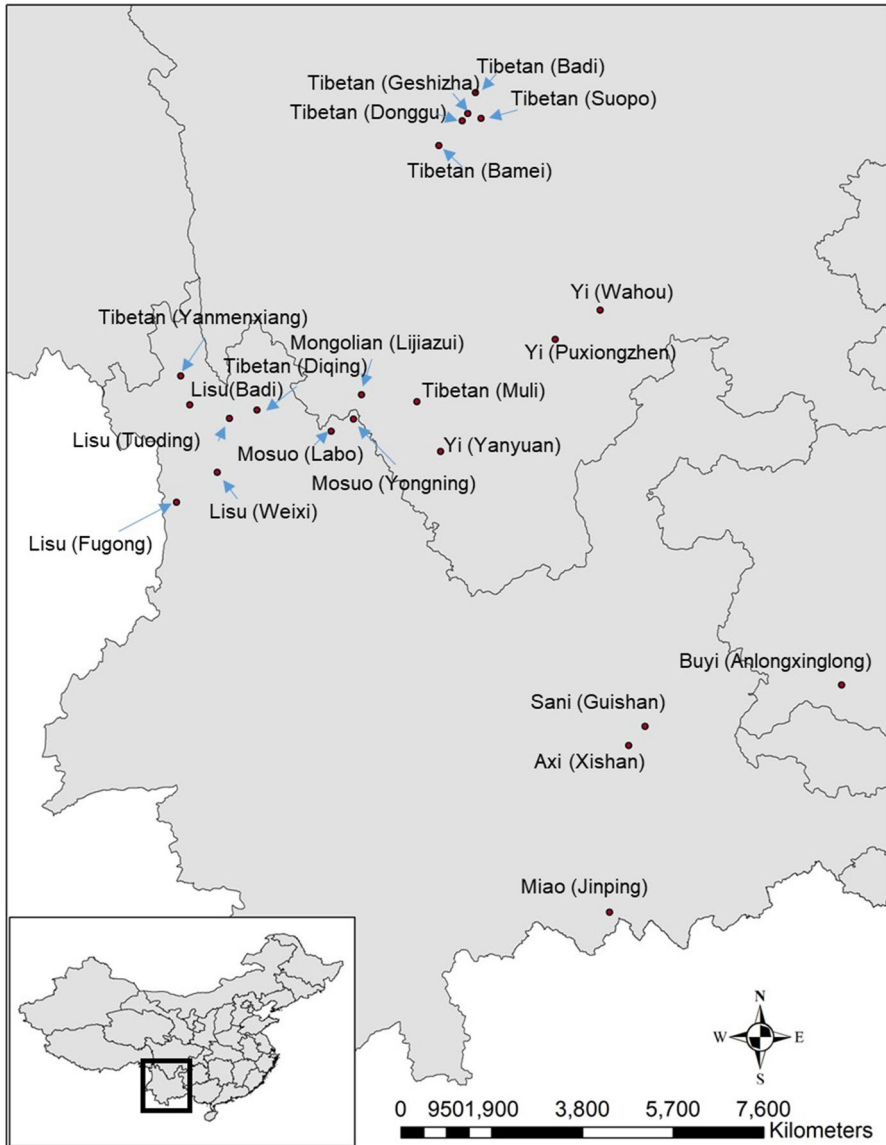 Tibetan (Badi)
Tibetan (Geshizha)
Tibetan (Suopo)
Tibetan (Donggu)
Tibetan (Bamei)
Yi (Wahou)
Tibetan (Yanmenxiang)
Mongolian (Lijiazui)
Yi (Puxiongzhen)
Tibetan (Diqing)
Lisu(Badi)
Tibetan (Muli)
Lisu (Tuoding)
Mosuo (Labo)
Yi (Yanyuan)
Mosuo (Yongning)
Lisu (Weixi)
Lisu (Fugong)
Buyi (Anlongxinglong)
Sani (Guishan)
Axi (Xishan)
Miao (Jinping)
N
W E
S
0 9501,900 3,800 5,700 7,600
Kilometers